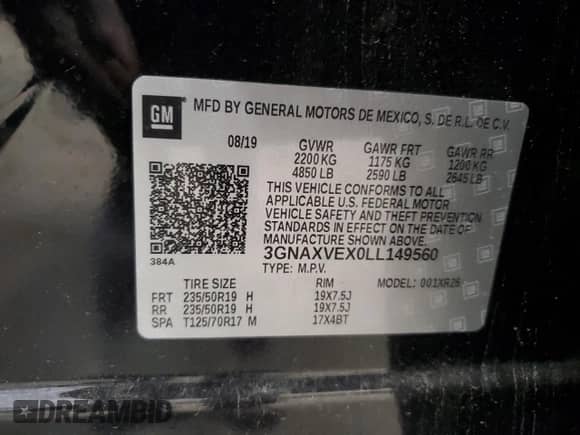 GM
MFD BY GENERAL MOTORS DE MEXICO, S. DE R.L. DE C.V.
08/19 GVWR GAWR FRT GAWR RR
2200 KG 1175 KG 1200 KG
4850 LB 2590 LB 2645 LB
THIS VEHICLE CONFORMS TO ALL
APPLICABLE U.S. FEDERAL MOTOR
VEHICLE SAFETY AND THEFT PREVENTION
STANDARDS IN EFFECT ON THE DATE OF
MANUFACTURE SHOWN ABOVE.
384A
3GNAXVEX0LL149560
TYPE: M.P.V. MODEL: 001XR26
TIRE SIZE RIM
FRT 235/50R19 H 19X7.5J
RR 235/50R19 H 19X7.5J
SPA T125/70R17 M 17X4BT
DREAMBID